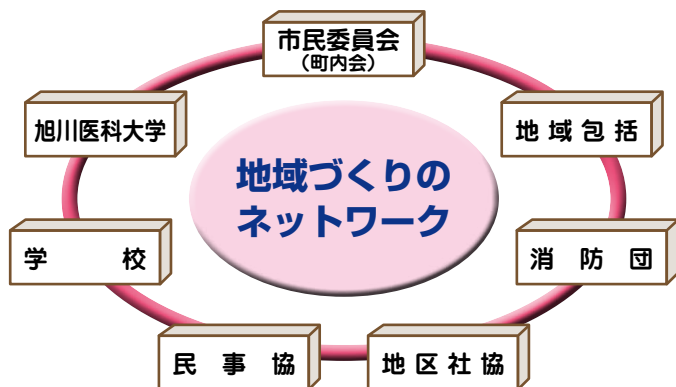 市民委員会
(町内会)
旭川医科大学
地域包括
地域づくりの
ネットワーク
学校
消防団
民事協
地区社協